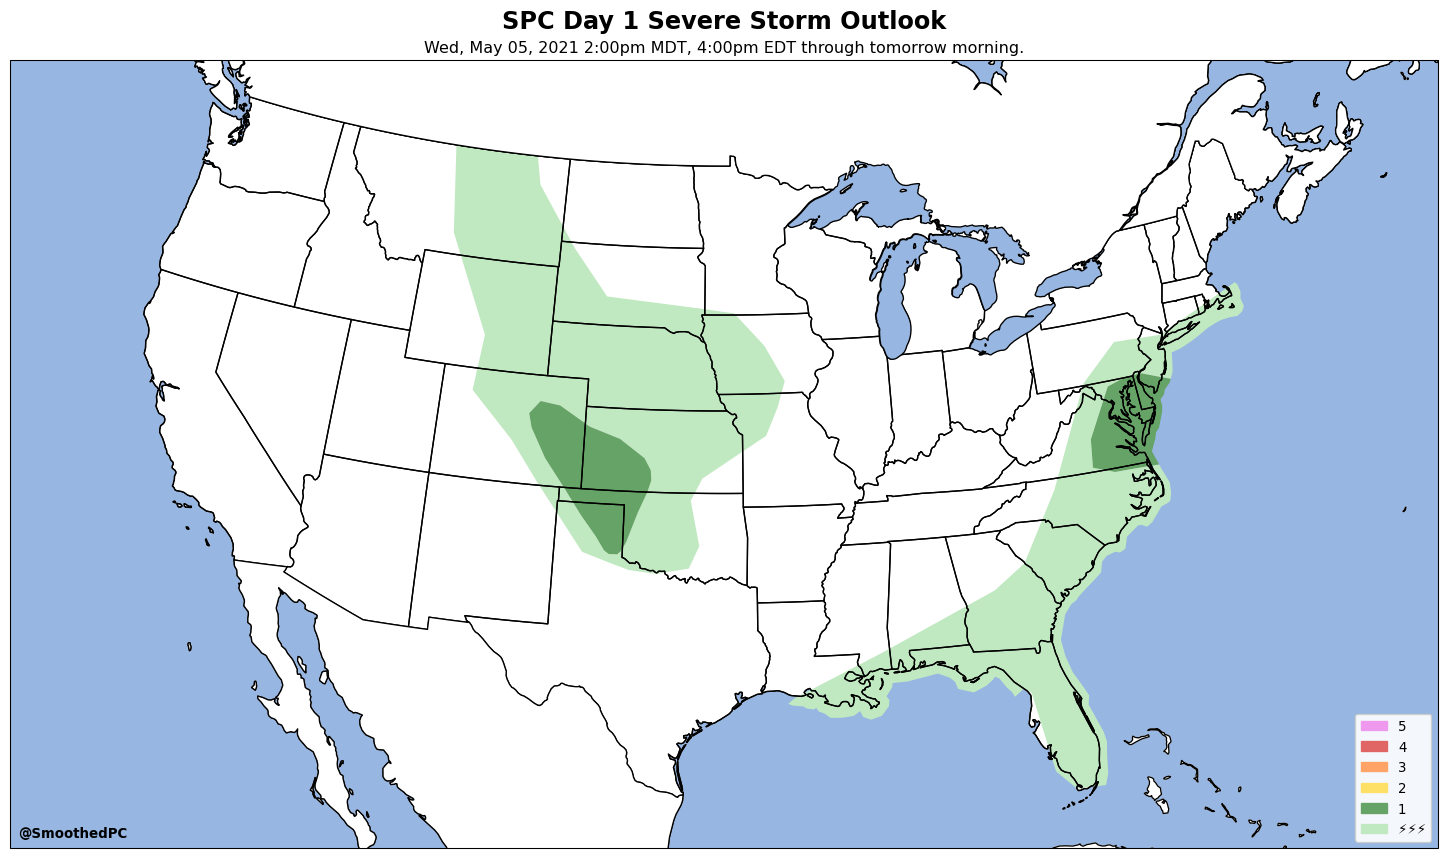 SPC Day 1 Severe Storm Outlook
Wed, May 05, 2021 2:00pm MDT, 4:00pm EDT through tomorrow morning.
5
4
3
2
1
⚡⚡⚡
@SmoothedPC